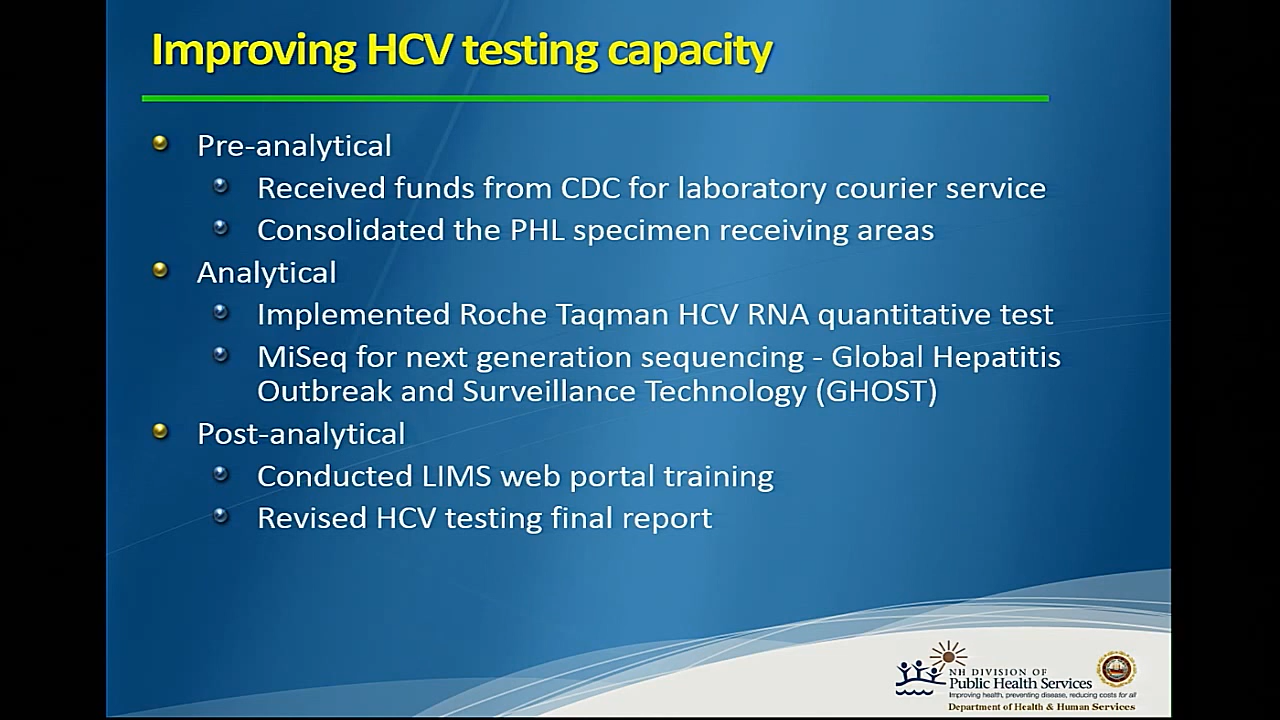 Improving HCV testing capacity
Pre-analytical
Received funds from CDC for laboratory courier service
Consolidated the PHL specimen receiving areas
Analytical
Implemented Roche Taqman HCV RNA quantitative test
MiSeq for next generation sequencing - Global Hepatitis
Outbreak and Surveillance Technology (GHOST)
Post-analytical
Conducted LIMS web portal training
Revised HCV testing final report
NH DIVISION OF
Public Health Services
Improving health, preventing disease, reducing costs for all
Department of Health & Human Services